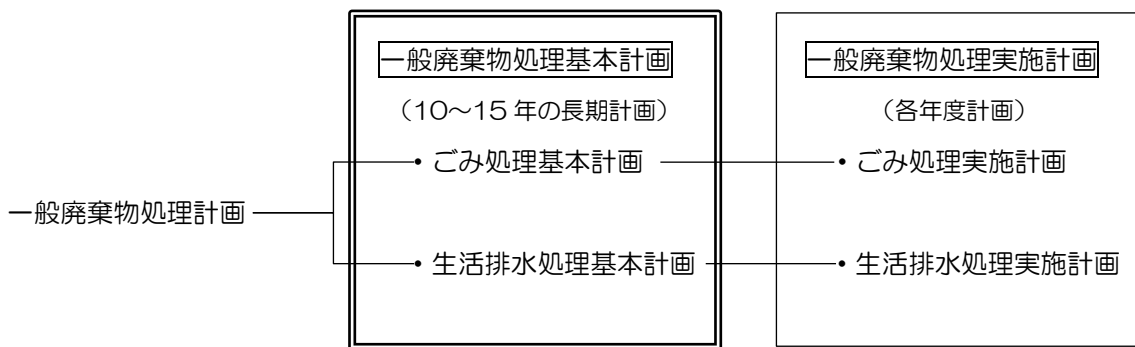 一般廃棄物処理計画
一般廃棄物処理基本計画
（10～15年の長期計画）
・ごみ処理基本計画
・生活排水処理基本計画
一般廃棄物処理実施計画
（各年度計画）
・ごみ処理実施計画
・生活排水処理実施計画